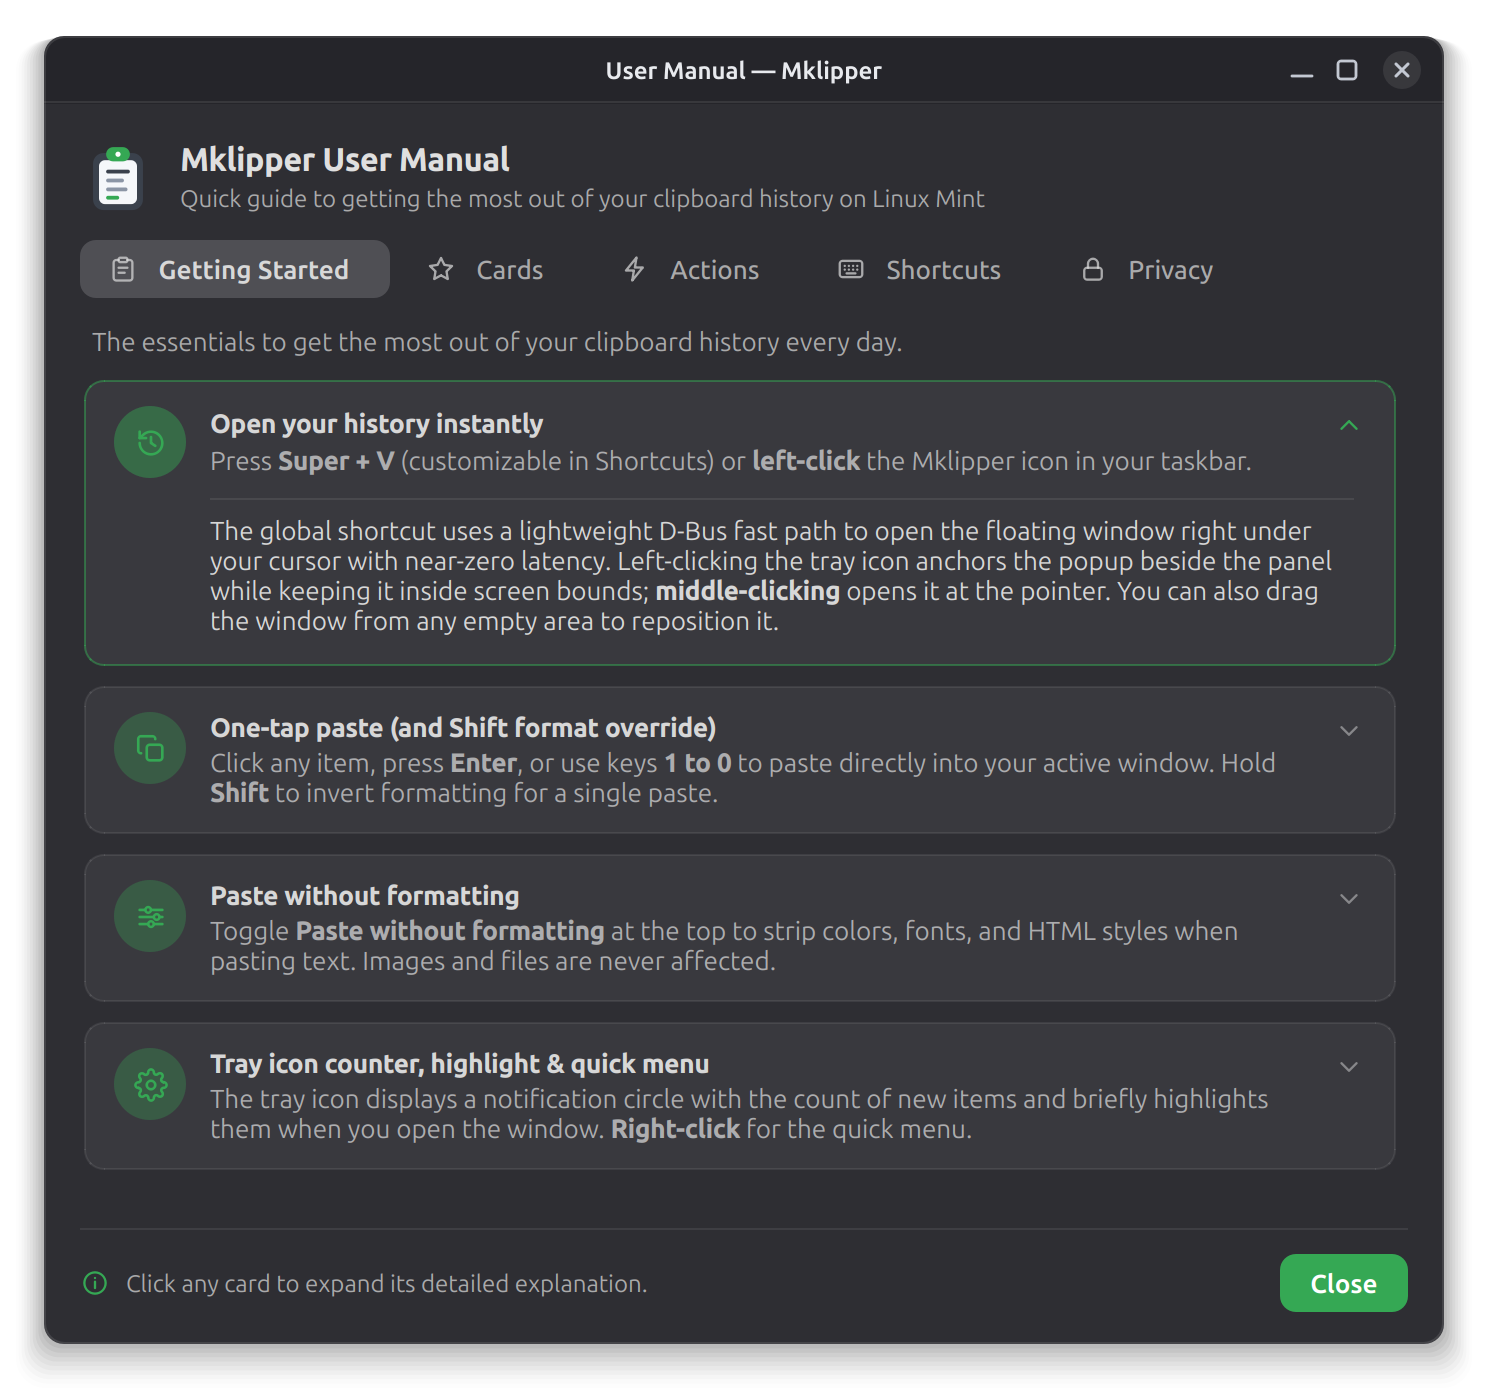 User Manual — Mklipper
Mklipper User Manual
Quick guide to getting the most out of your clipboard history on Linux Mint
Getting Started
Cards
Actions
Shortcuts
Privacy
The essentials to get the most out of your clipboard history every day.
Open your history instantly
Press Super + V (customizable in Shortcuts) or left-click the Mklipper icon in your taskbar.
The global shortcut uses a lightweight D-Bus fast path to open the floating window right under
your cursor with near-zero latency. Left-clicking the tray icon anchors the popup beside the panel
while keeping it inside screen bounds; middle-clicking opens it at the pointer. You can also drag
the window from any empty area to reposition it.
One-tap paste (and Shift format override)
Click any item, press Enter, or use keys 1 to 0 to paste directly into your active window. Hold
Shift to invert formatting for a single paste.
Paste without formatting
Toggle Paste without formatting at the top to strip colors, fonts, and HTML styles when
pasting text. Images and files are never affected.
Tray icon counter, highlight & quick menu
The tray icon displays a notification circle with the count of new items and briefly highlights
them when you open the window. Right-click for the quick menu.
Click any card to expand its detailed explanation.
Close